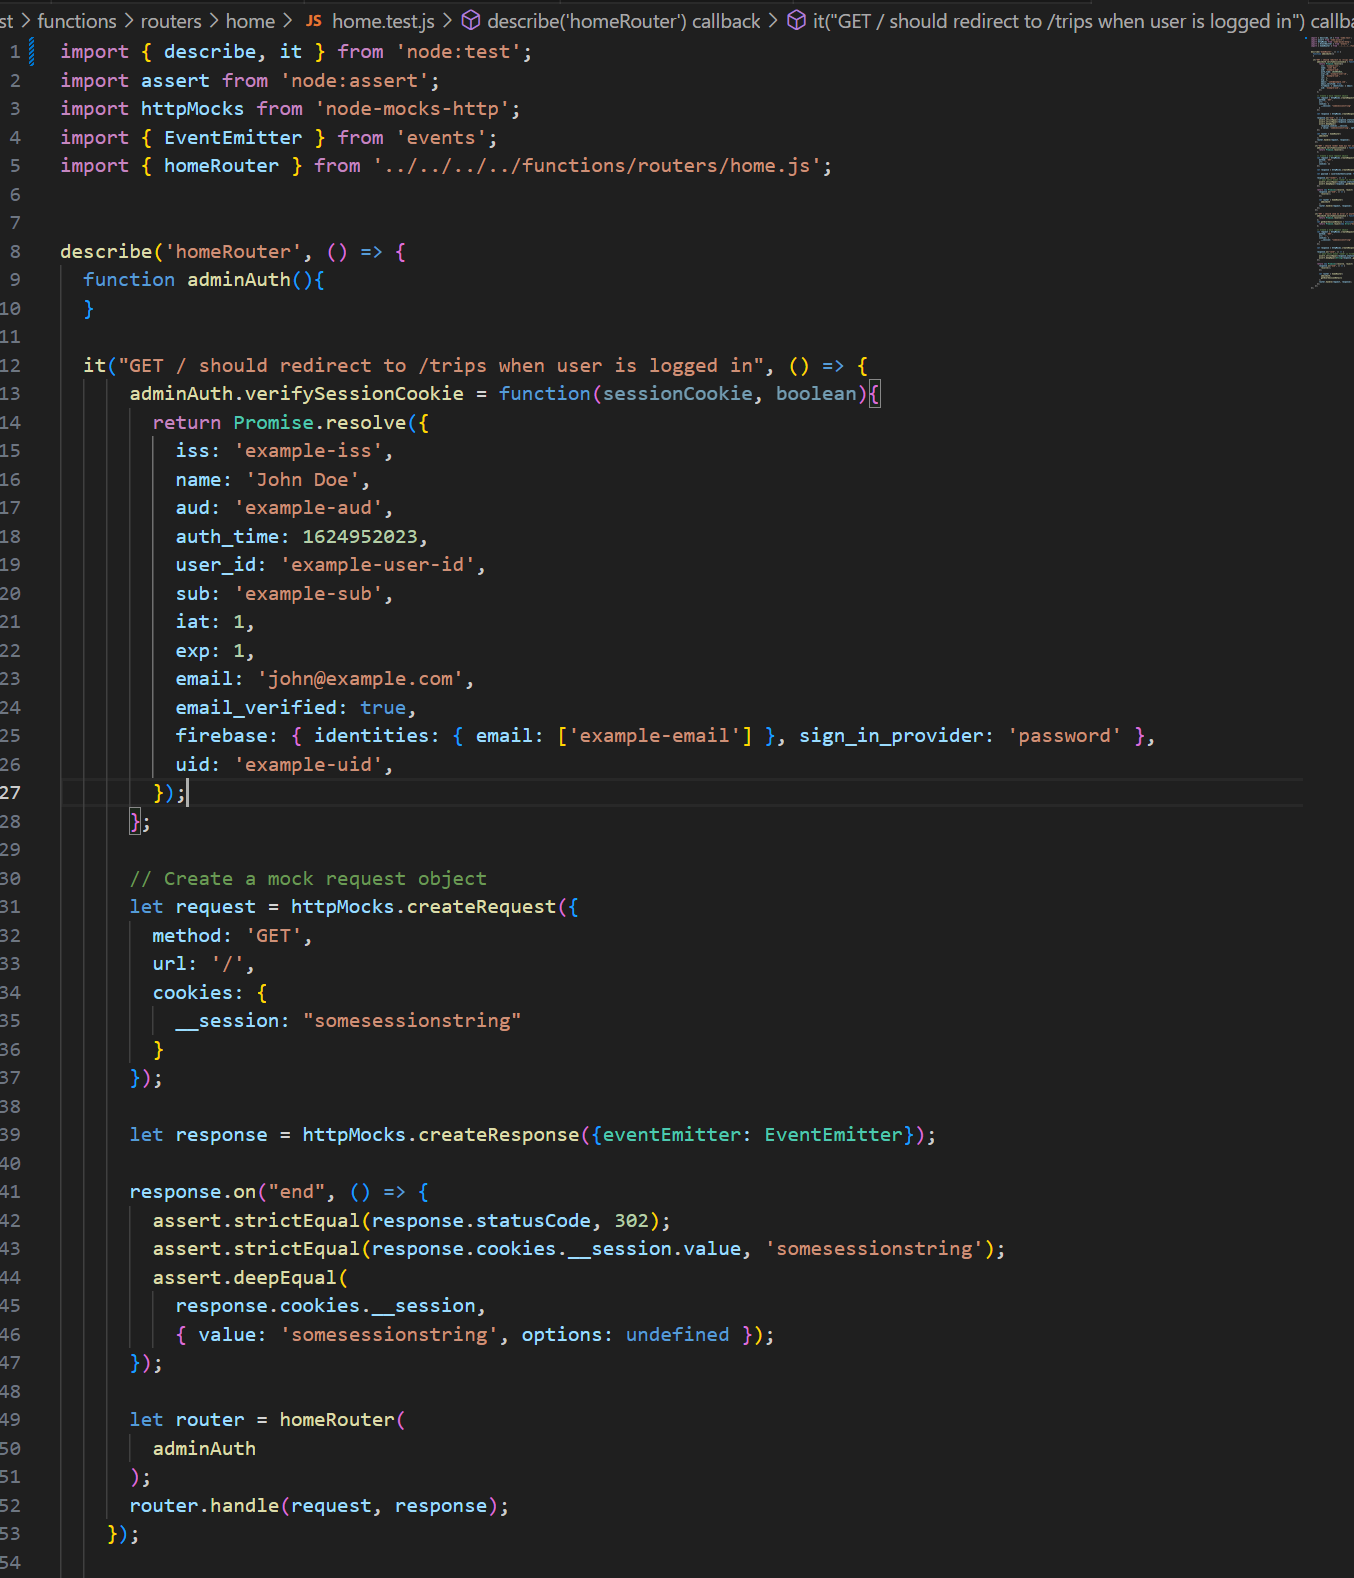 st > functions > routers > home > JS home.test.js > describe('homeRouter') callback > it("GET / should redirect to /trips when user is logged in") callba
1 import { describe, it } from 'node:test';
2 import assert from 'node:assert';
3 import httpMocks from 'node-mocks-http';
4 import { EventEmitter } from 'events';
5 import { homeRouter } from '../../../../functions/routers/home.js';
6
7
8 describe('homeRouter', () => {
9   function adminAuth(){
10   }
11
12   it("GET / should redirect to /trips when user is logged in", () => {
13       adminAuth.verifySessionCookie = function(sessionCookie, boolean){
14         return Promise.resolve({
15           iss: 'example-iss',
16           name: 'John Doe',
17           aud: 'example-aud',
18           auth_time: 1624952023,
19           user_id: 'example-user-id',
20           sub: 'example-sub',
21           iat: 1,
22           exp: 1,
23           email: 'john@example.com',
24           email_verified: true,
25           firebase: { identities: { email: ['example-email'] }, sign_in_provider: 'password' },
26           uid: 'example-uid',
27         });
28       };
29
30       // Create a mock request object
31       let request = httpMocks.createRequest({
32         method: 'GET',
33         url: '/',
34         cookies: {
35           __session: "somesessionstring"
36         }
37       });
38
39       let response = httpMocks.createResponse({eventEmitter: EventEmitter});
40
41       response.on("end", () => {
42         assert.strictEqual(response.statusCode, 302);
43         assert.strictEqual(response.cookies.__session.value, 'somesessionstring');
44         assert.deepEqual(
45           response.cookies.__session,
46           { value: 'somesessionstring', options: undefined });
47       });
48
49       let router = homeRouter(
50         adminAuth
51       );
52       router.handle(request, response);
53     });
54